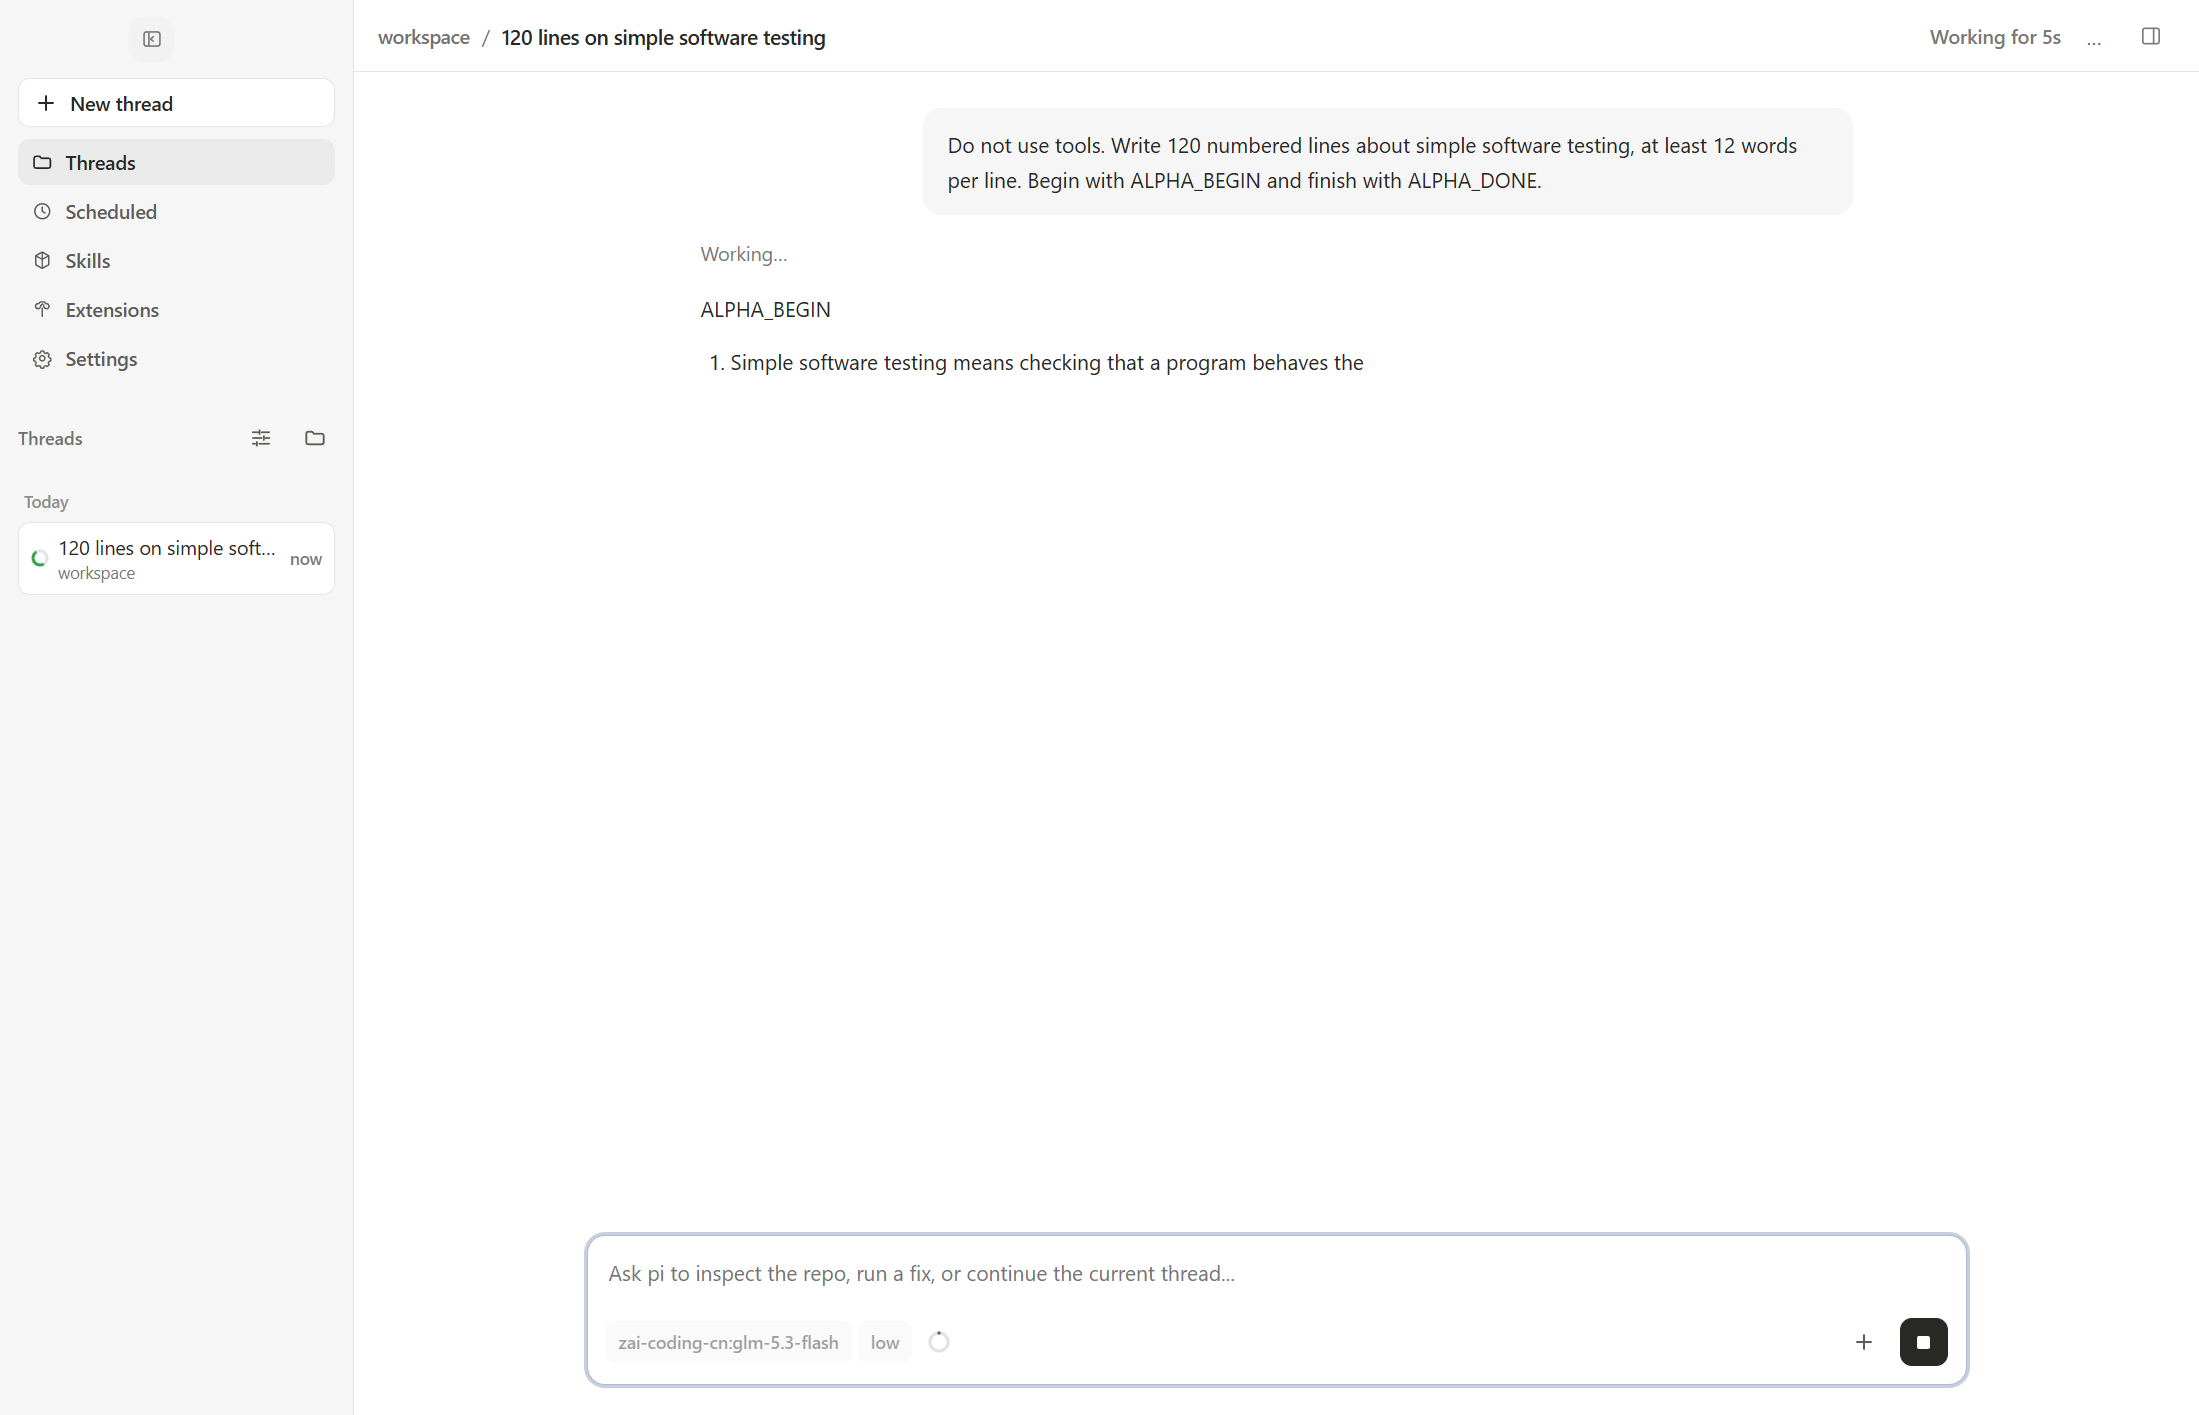 New thread
Threads
Scheduled
Skills
Extensions
Settings
Threads
Today
120 lines on simple soft...
workspace
now
workspace / 120 lines on simple software testing
Working for 5s
...
Do not use tools. Write 120 numbered lines about simple software testing, at least 12 words
per line. Begin with ALPHA_BEGIN and finish with ALPHA_DONE.
Working...
ALPHA_BEGIN
1. Simple software testing means checking that a program behaves the
Ask pi to inspect the repo, run a fix, or continue the current thread...
zai-coding-cn:glm-5.3-flash
low